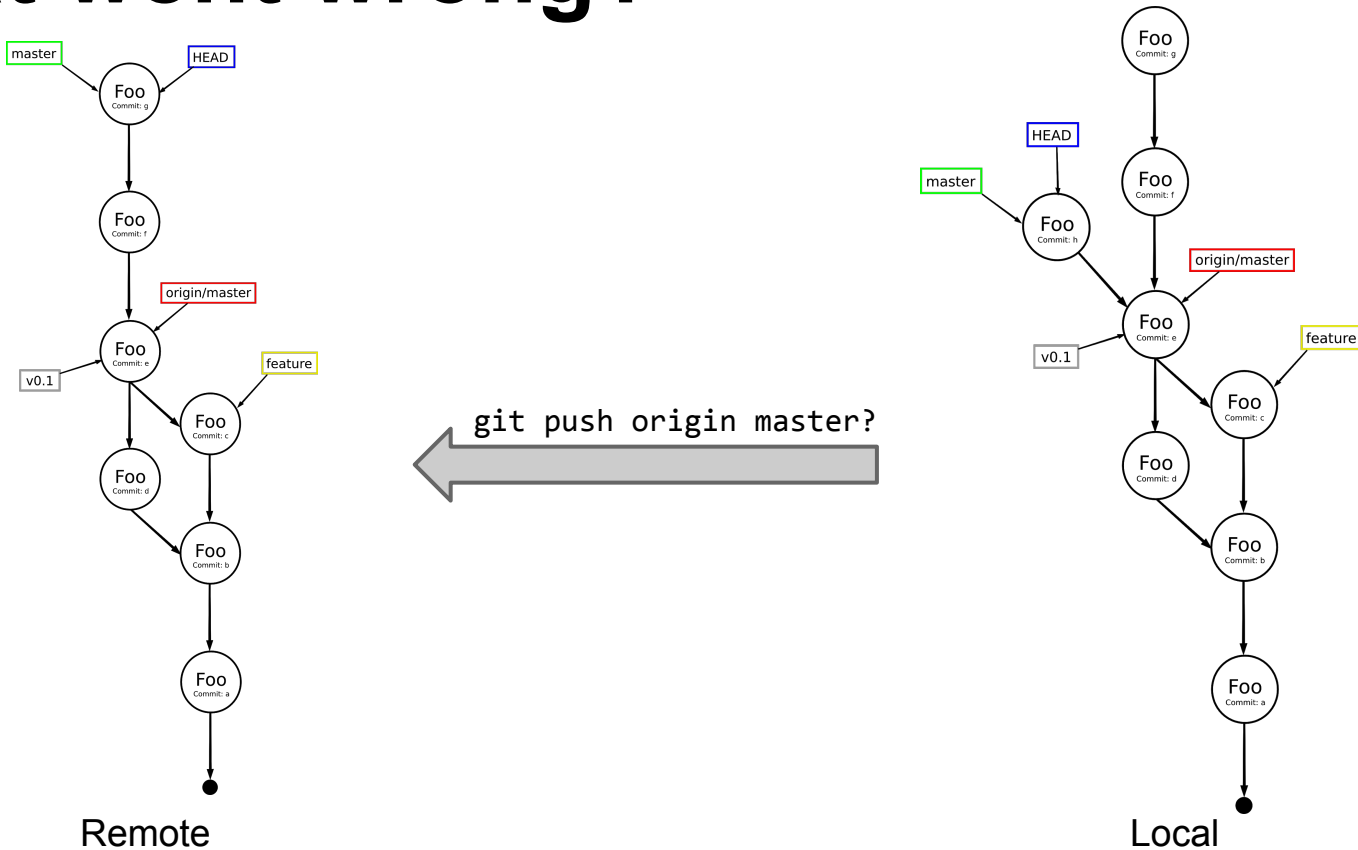 went wrong?
master
HEAD
Foo
Commit: g
Foo
Commit: f
origin/master
Foo
Commit: e
v0.1
feature
Foo
Commit: c
Foo
Commit: d
Foo
Commit: b
Foo
Commit: a
Remote
git push origin master?
Foo
Commit: g
HEAD
master
Foo
Commit: f
Foo
Commit: h
origin/master
Foo
Commit: e
v0.1
feature
Foo
Commit: c
Foo
Commit: d
Foo
Commit: b
Foo
Commit: a
Local